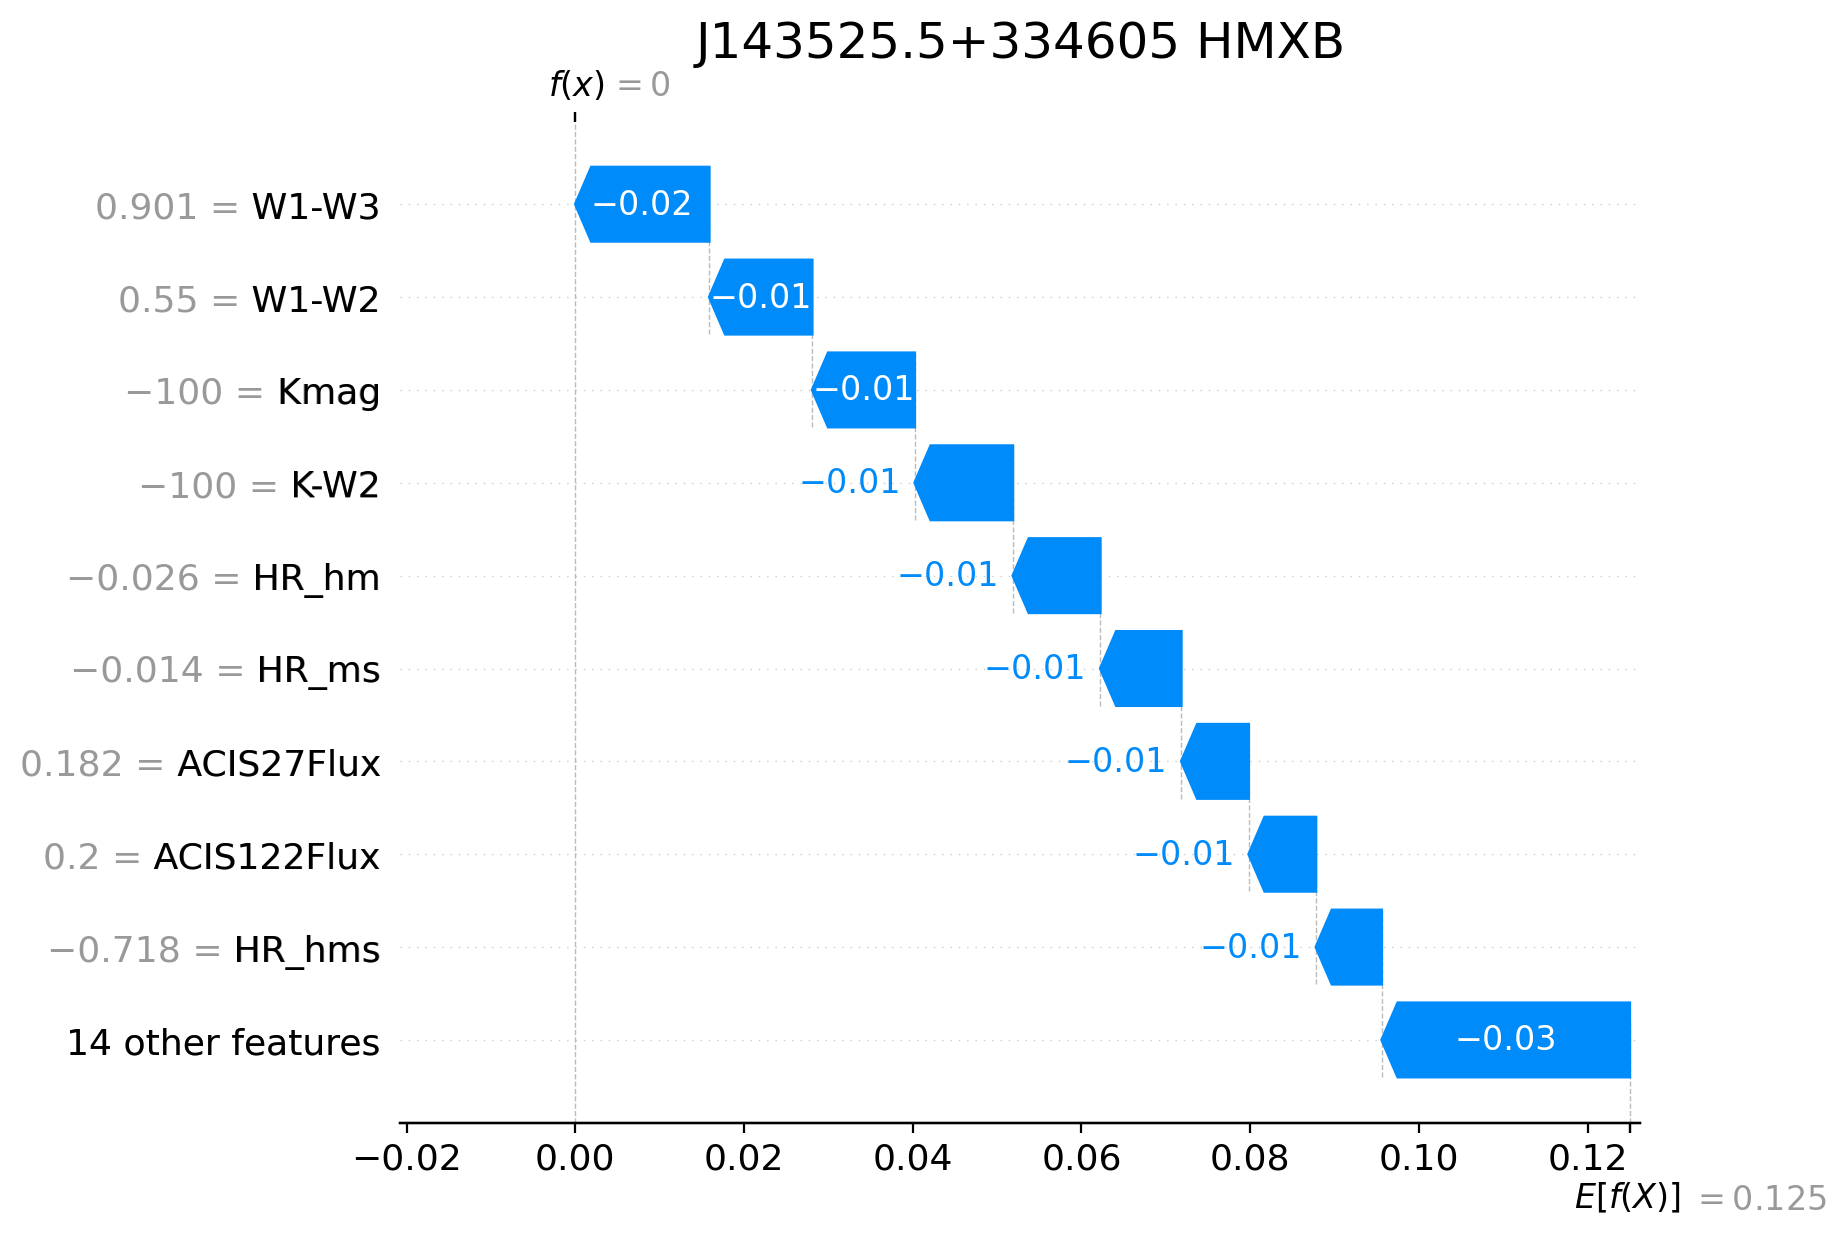 J143525.5+334605 HMXB
f(x) = 0
0.901 = W1-W3
−0.02
0.55 = W1-W2
−0.01
−100 = Kmag
−0.01
−100 = K-W2
−0.01
−0.026 = HR_hm
−0.01
−0.014 = HR_ms
−0.01
0.182 = ACIS27Flux
−0.01
0.2 = ACIS122Flux
−0.01
−0.718 = HR_hms
−0.01
14 other features
−0.03
−0.02 0.00 0.02 0.04 0.06 0.08 0.10 0.12
E[f(X)] = 0.125